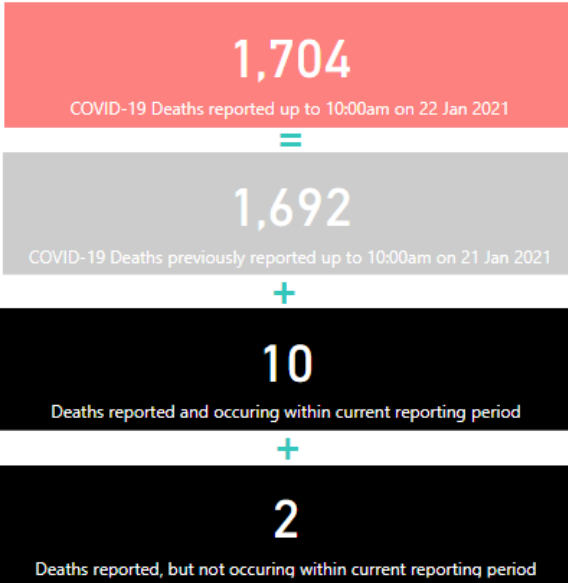 1,704
COVID-19 Deaths reported up to 10:00am on 22 Jan 2021
=
1,692
COVID-19 Deaths previously reported up to 10:00am on 21 Jan 2021
+
10
Deaths reported and occuring within current reporting period
+
2
Deaths reported, but not occuring within current reporting period